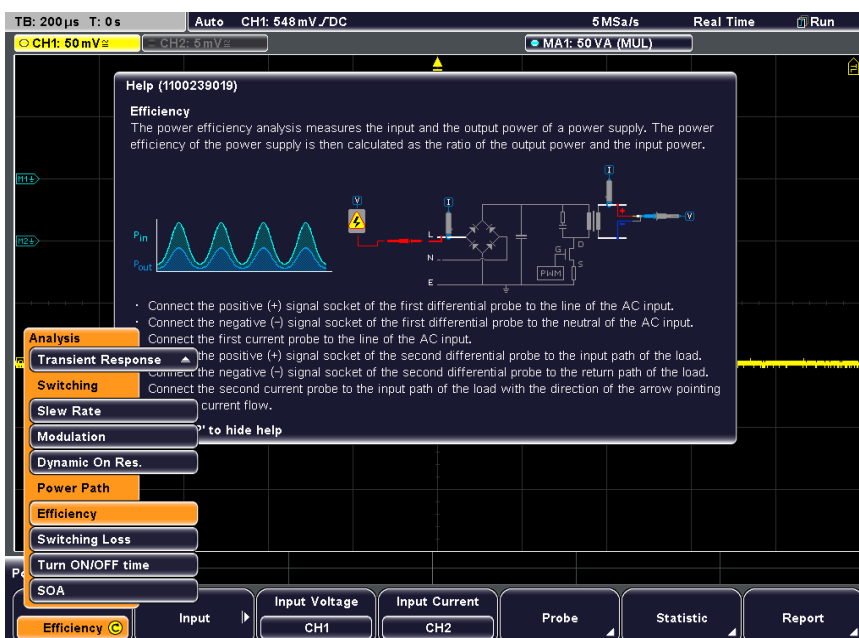 TB: 200 µs T: 0 s Auto CH1: 548 mV DC 5 MSa/s Real Time Run
CH1: 50 mV≅ CH2: 5 mV≅ MA1: 50 VA (MUL)
TL
Help (1100239019)
Efficiency
The power efficiency analysis measures the input and the output power of a power supply. The power
efficiency of the power supply is then calculated as the ratio of the output power and the input power.
M1
M2
Pin
Pout
V
I
L
N
E
G
D
S
PWM
I
+
V
· Connect the positive (+) signal socket of the first differential probe to the line of the AC input.
· Connect the negative (−) signal socket of the first differential probe to the neutral of the AC input.
Connect the first current probe to the line of the AC input.
the positive (+) signal socket of the second differential probe to the input path of the load.
Connect the negative (−) signal socket of the second differential probe to the return path of the load.
Connect the second current probe to the input path of the load with the direction of the arrow pointing
current flow.
?' to hide help
Analysis
Transient Response
Switching
Slew Rate
Modulation
Dynamic On Res.
Power Path
Efficiency
Switching Loss
Turn ON/OFF time
SOA
Efficiency C
Input
Input Voltage
CH1
Input Current
CH2
Probe
Statistic
Report